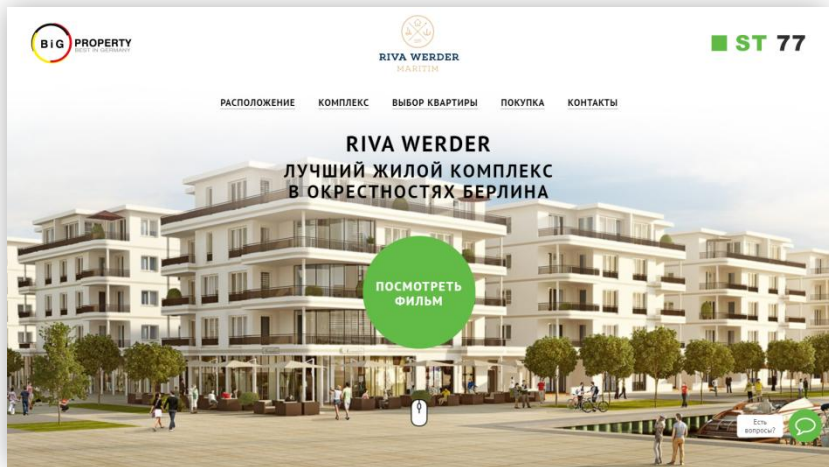 BiG PROPERTY
BEST IN GERMANY
RIVA WERDER
MARITIM
ST 77
РАСПОЛОЖЕНИЕ КОМПЛЕКС ВЫБОР КВАРТИРЫ ПОКУПКА КОНТАКТЫ
RIVA WERDER
ЛУЧШИЙ ЖИЛОЙ КОМПЛЕКС
В ОКРЕСТНОСТЯХ БЕРЛИНА
ПОСМОТРЕТЬ
ФИЛЬМ
Есть
вопросы?